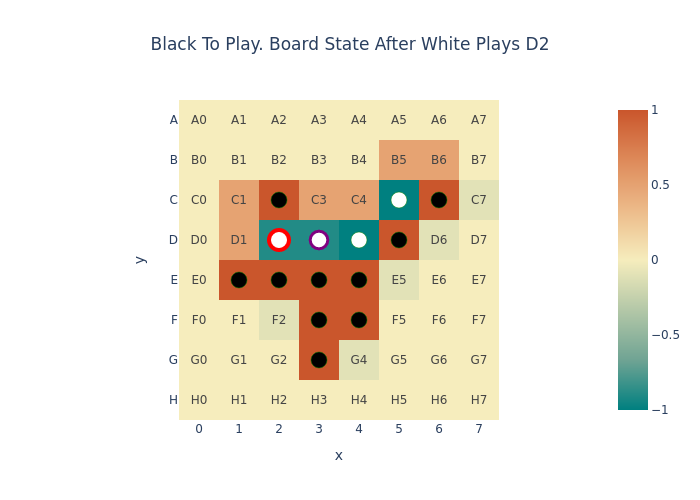 Black To Play. Board State After White Plays D2
A A0 A1 A2 A3 A4 A5 A6 A7
B B0 B1 B2 B3 B4 B5 B6 B7
C C0 C1 C3 C4 C7
D D0 D1 D6 D7
E E0 E5 E6 E7
F F0 F1 F2 F5 F6 F7
G G0 G1 G2 G4 G5 G6 G7
H H0 H1 H2 H3 H4 H5 H6 H7
0 1 2 3 4 5 6 7
x
y
1
0.5
0
−0.5
−1